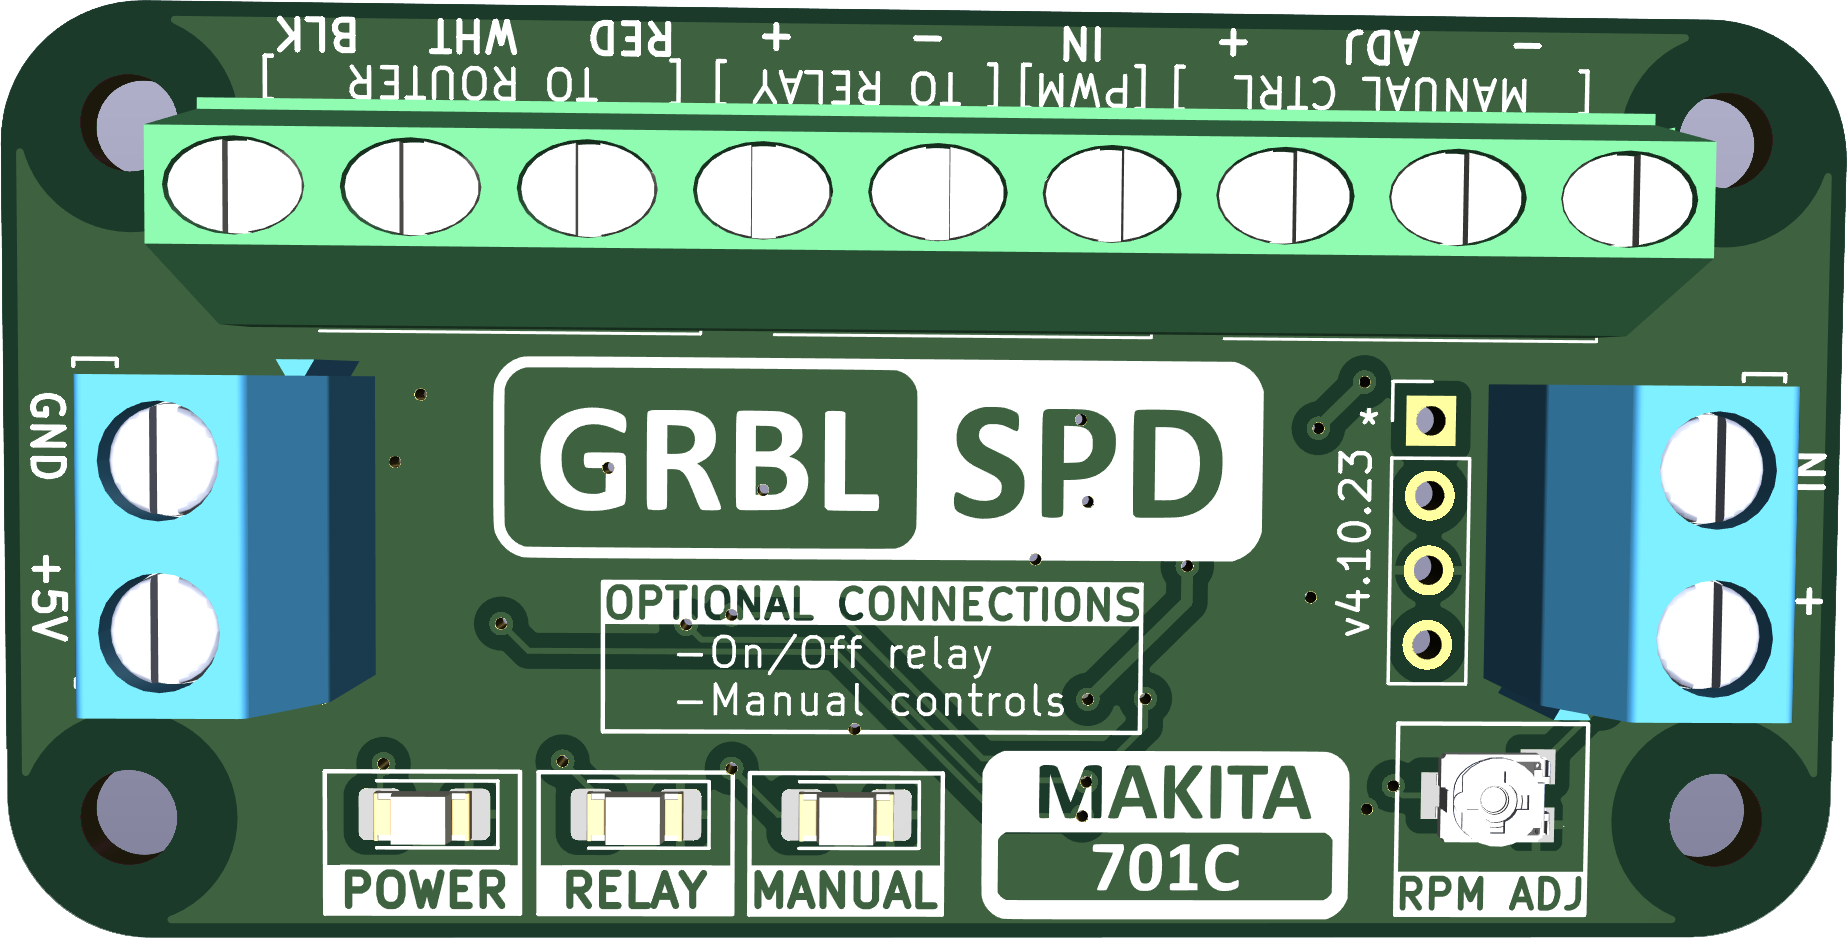 BLK WHT RED + - IN + ADJ -
[ TO ROUTER ] [ TO RELAY ] [PWM] [ MANUAL CTRL ]
GND
+5V
GRBL SPD
v4.10.23 *
IN
+
OPTIONAL CONNECTIONS
-On/Off relay
-Manual controls
POWER
RELAY
MANUAL
MAKITA
701C
RPM ADJ